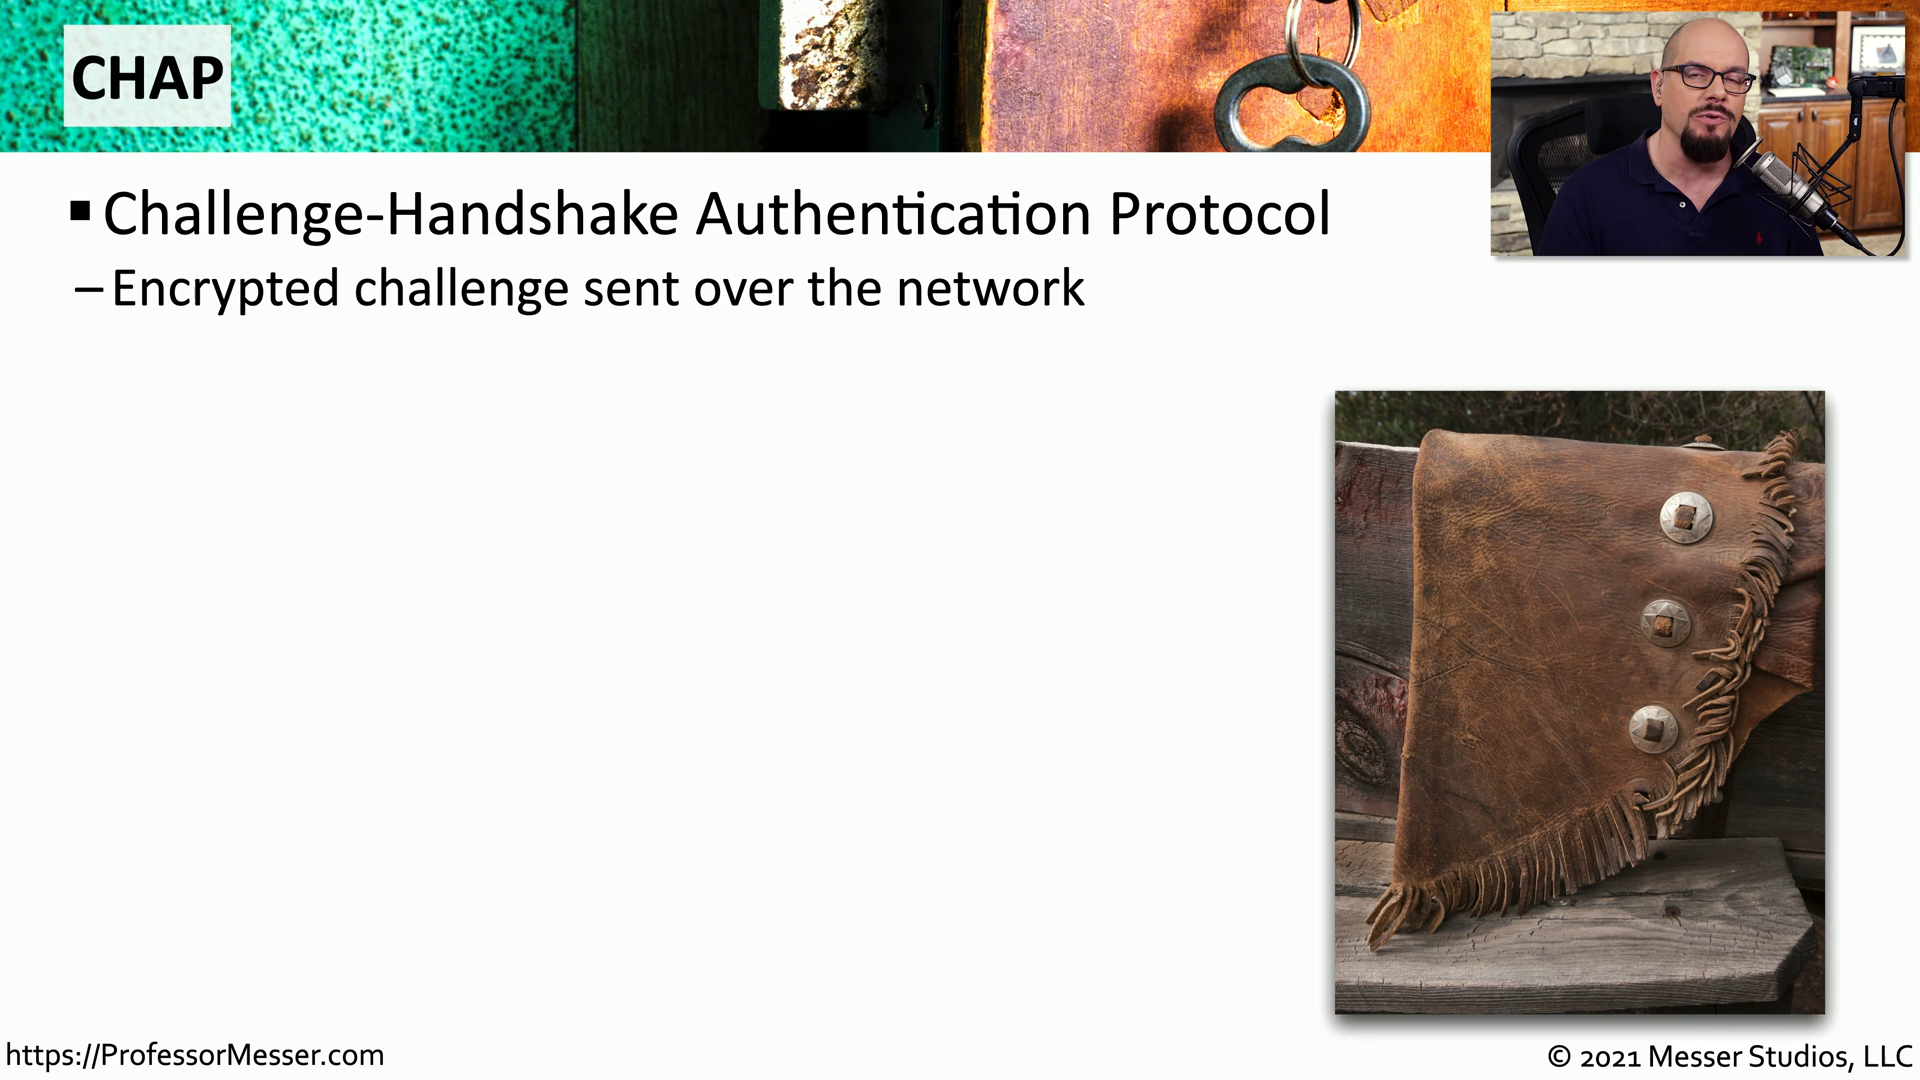 CHAP
▪ Challenge-Handshake Authentication Protocol
– Encrypted challenge sent over the network
https://ProfessorMesser.com
© 2021 Messer Studios, LLC